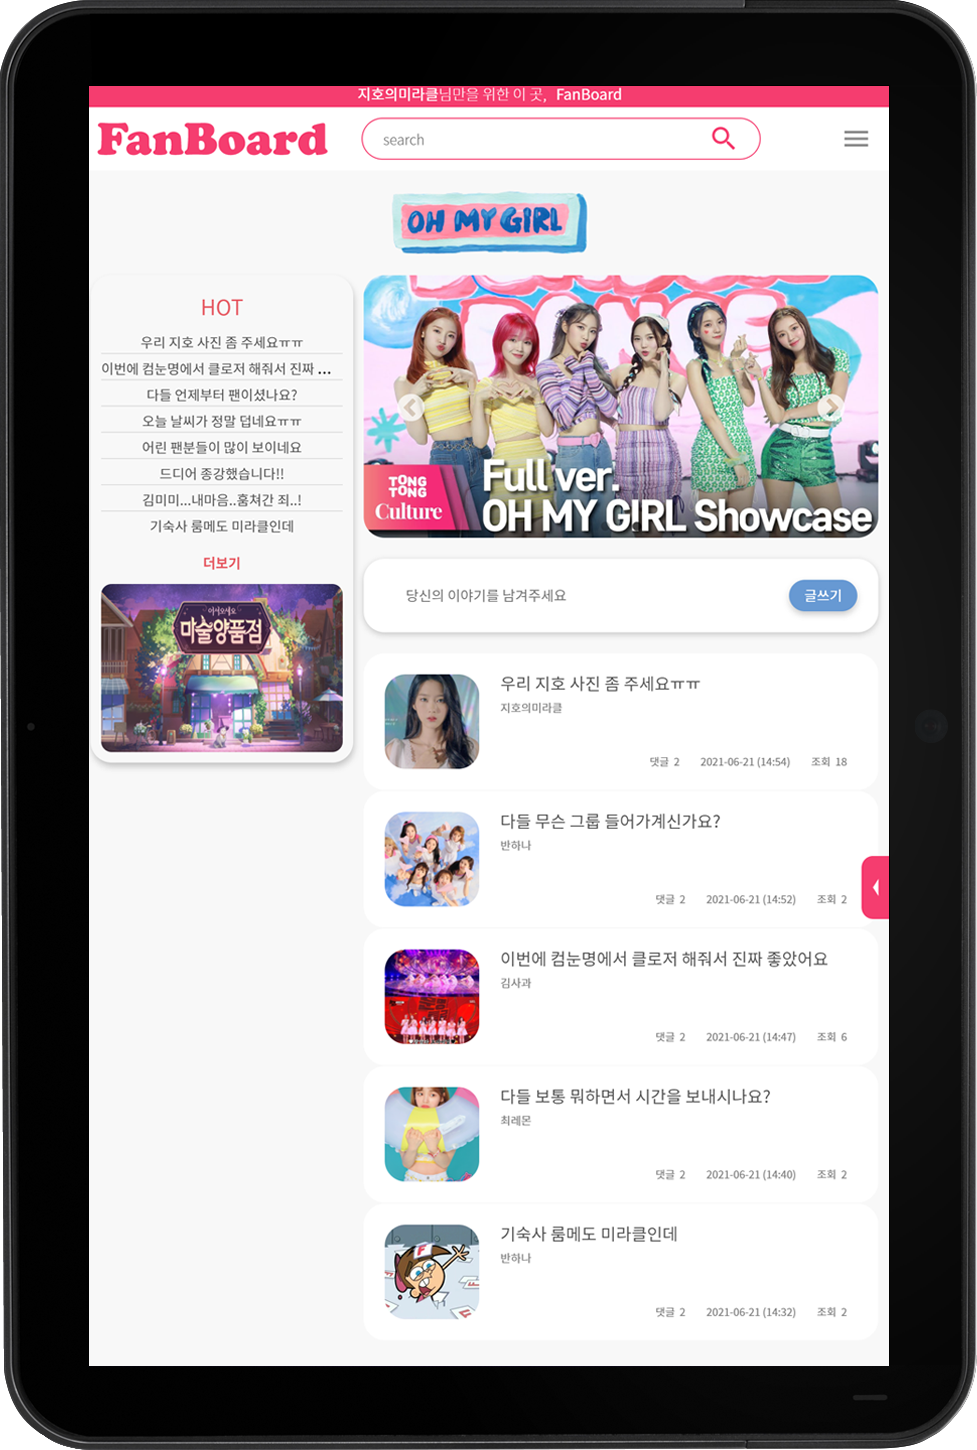 지호의미라클님만을 위한 이 곳, FanBoard
FanBoard
search
OH MY GIRL
HOT
우리 지호 사진 좀 주세요ㅠㅠ
이번에 컴눈명에서 클로저 해줘서 진짜 ...
다들 언제부터 팬이셨나요?
오늘 날씨가 정말 덥네요ㅠㅠ
어린 팬분들이 많이 보이네요
드디어 종강했습니다!!
김미미...내마음..훔쳐간 죄..!
기숙사 룸메도 미라클인데
더보기
어서오세요
마술양품점
TONG
TONG
Culture
Full ver.
OH MY GIRL Showcase
당신의 이야기를 남겨주세요
글쓰기
우리 지호 사진 좀 주세요ㅠㅠ
지호의미라클
댓글 2 2021-06-21 (14:54) 조회 18
다들 무슨 그룹 들어가계신가요?
반하나
댓글 2 2021-06-21 (14:52) 조회 2
이번에 컴눈명에서 클로저 해줘서 진짜 좋았어요
김사과
댓글 2 2021-06-21 (14:47) 조회 6
다들 보통 뭐하면서 시간을 보내시나요?
최레몬
댓글 2 2021-06-21 (14:40) 조회 2
기숙사 룸메도 미라클인데
반하나
F
댓글 2 2021-06-21 (14:32) 조회 2